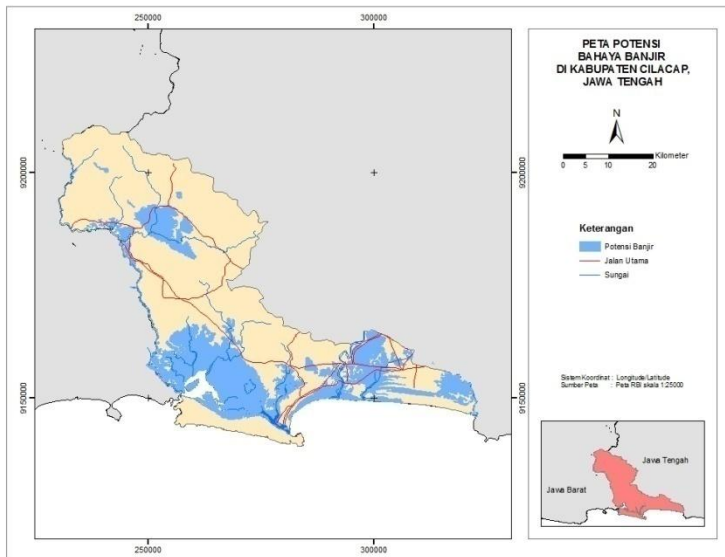 250000
300000
9200000
9150000
9200000
9150000
250000
300000
PETA POTENSI
BAHAYA BANJIR
DI KABUPATEN CILACAP,
JAWA TENGAH
N
0 5 10 20 Kilometer
Keterangan
Potensi Banjir
Jalan Utama
Sungai
Sistem Koordinat : Longitude/Latitude
Sumber Peta : Peta RBI skala 1:25000
Jawa Tengah
Jawa Barat